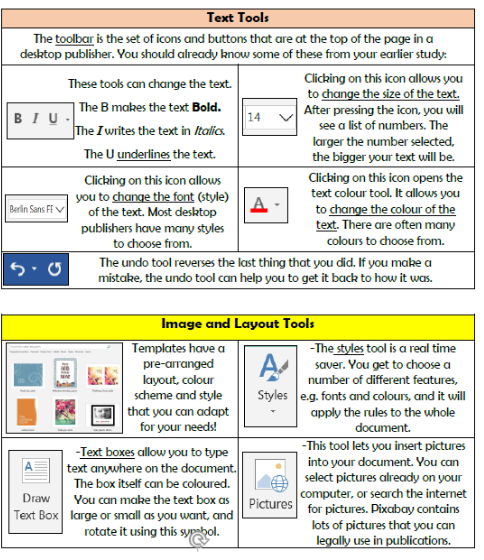 Text Tools
The toolbar is the set of icons and buttons that are at the top of the page in a
desktop publisher. You should already know some of these from your earlier study:
B I U
These tools can change the text.
The B makes the text Bold.
The I writes the text in Italics.
The U underlines the text.
14
Clicking on this icon allows you
to change the size of the text.
After pressing the icon, you will
see a list of numbers. The
larger the number selected,
the bigger your text will be.
Berlin Sans FI
Clicking on this icon allows
you to change the font (style)
of the text. Most desktop
publishers have many styles
to choose from.
A
Clicking on this icon opens the
text colour tool. It allows you
to change the colour of the
text. There are often many
colours to choose from.
The undo tool reverses the last thing that you did. If you make a
mistake, the undo tool can help you to get it back to how it was.
Image and Layout Tools
Templates have a
pre-arranged
layout, colour
scheme and style
that you can adapt
for your needs!
A
Styles
-The styles tool is a real time
saver. You get to choose a
number of different features,
e.g. fonts and colours, and it will
apply the rules to the whole
document.
A
Draw
Text Box
-Text boxes allow you to type
text anywhere on the document.
The box itself can be coloured.
You can make the text box as
large or small as you want, and
rotate it using this symbol.
Pictures
-This tool lets you insert pictures
into your document. You can
select pictures already on your
computer, or search the internet
for pictures. Pixabay contains
lots of pictures that you can
legally use in publications.